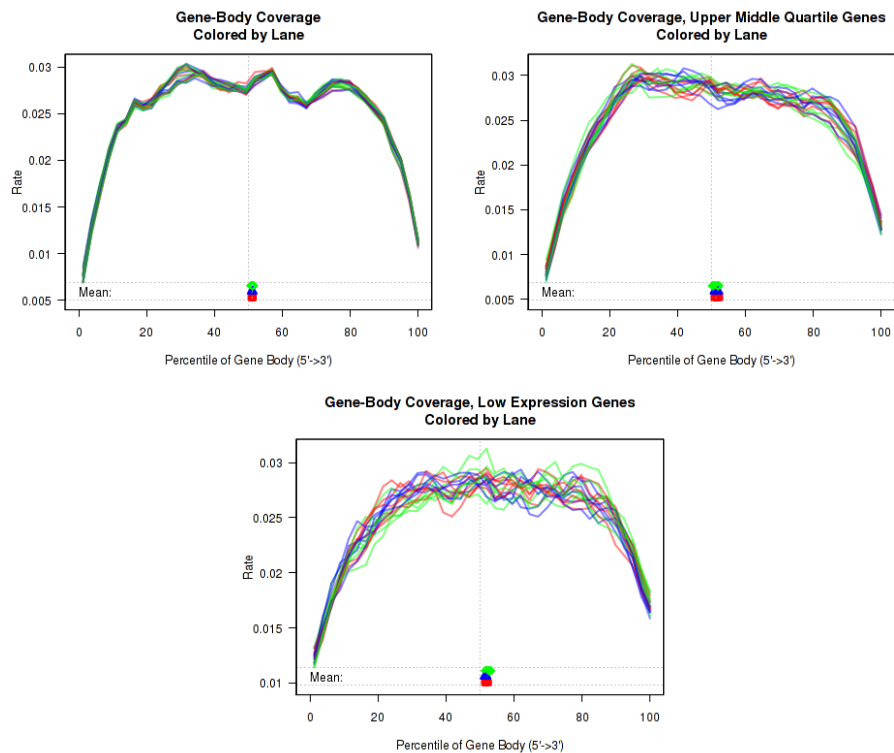 Gene-Body Coverage
Colored by Lane
0.03
0.025
0.02
0.015
0.01
0.005
Rate
Mean:
0 20 40 60 80 100
Percentile of Gene Body (5'->3')
Gene-Body Coverage, Upper Middle Quartile Genes
Colored by Lane
0.03
0.025
0.02
0.015
0.01
0.005
Rate
Mean:
0 20 40 60 80 100
Percentile of Gene Body (5'->3')
Gene-Body Coverage, Low Expression Genes
Colored by Lane
0.03
0.025
0.02
0.015
0.01
Rate
Mean:
0 20 40 60 80 100
Percentile of Gene Body (5'->3')